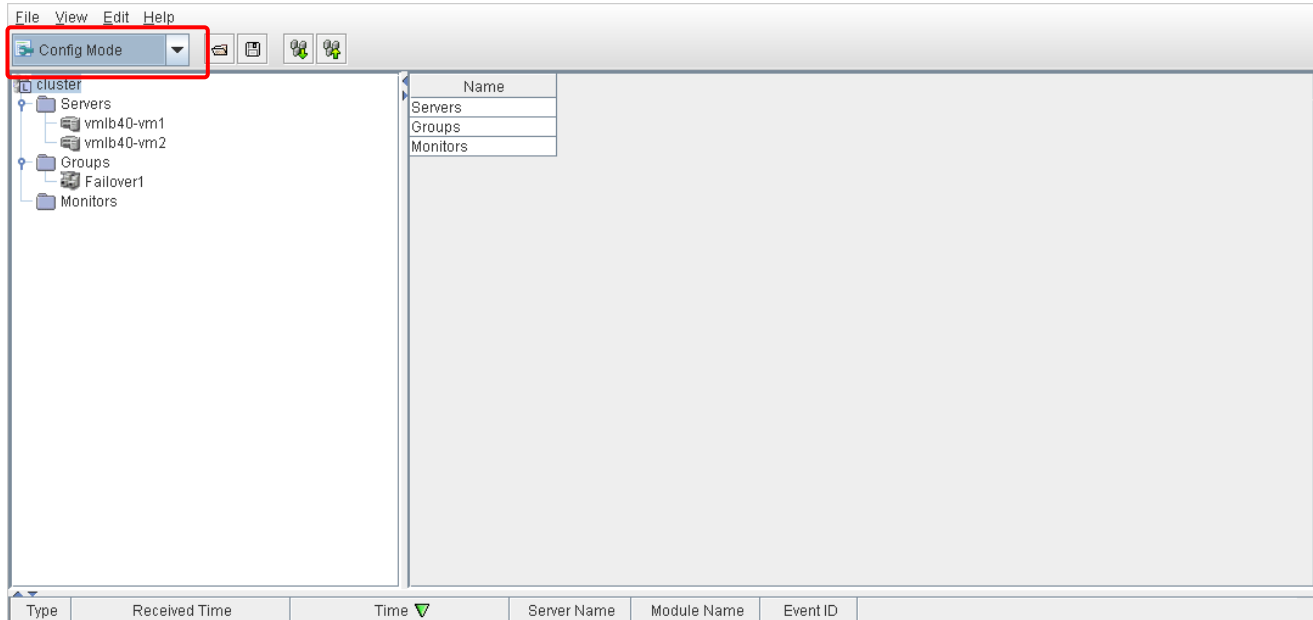 File View Edit Help
Config Mode
cluster
Servers
vmlb40-vm1
vmlb40-vm2
Groups
Failover1
Monitors
Name
Servers
Groups
Monitors
Type Received Time Time Server Name Module Name Event ID